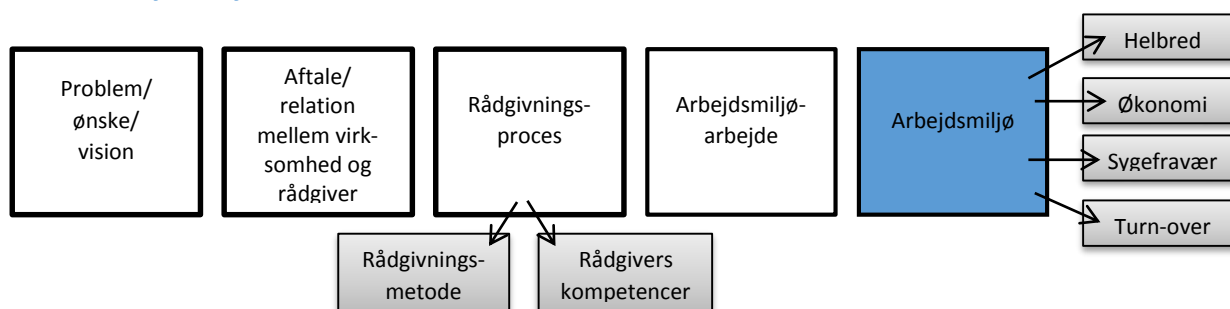 Problem/
ønske/
vision
Aftale/
relation
mellem virk-
somhed og
rådgiver
Rådgivnings-
proces
Arbejdsmiljø-
arbejde
Arbejdsmiljø
Helbred
Økonomi
Sygefravær
Turn-over
Rådgivnings-
metode
Rådgivers
kompetencer